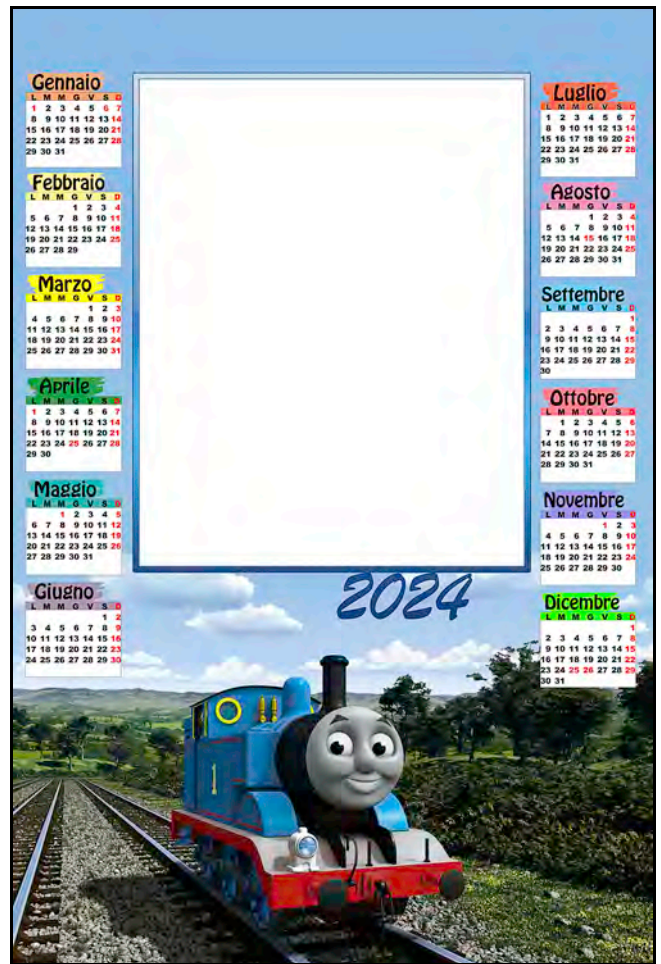 Gennaio
L M M G V S D
1 2 3 4 5 6 7
8 9 10 11 12 13 14
15 16 17 18 19 20 21
22 23 24 25 26 27 28
29 30 31
Febbraio
L M M G V S D
1 2 3 4
5 6 7 8 9 10 11
12 13 14 15 16 17 18
19 20 21 22 23 24 25
26 27 28 29
Marzo
L M M G V S D
1 2 3
4 5 6 7 8 9 10
11 12 13 14 15 16 17
18 19 20 21 22 23 24
25 26 27 28 29 30 31
Aprile
L M M G V S D
1 2 3 4 5 6 7
8 9 10 11 12 13 14
15 16 17 18 19 20 21
22 23 24 25 26 27 28
29 30
Maggio
L M M G V S D
1 2 3 4 5
6 7 8 9 10 11 12
13 14 15 16 17 18 19
20 21 22 23 24 25 26
27 28 29 30 31
Giugno
L M M G V S D
1 2
3 4 5 6 7 8 9
10 11 12 13 14 15 16
17 18 19 20 21 22 23
24 25 26 27 28 29 30
Luglio
L M M G V S D
1 2 3 4 5 6 7
8 9 10 11 12 13 14
15 16 17 18 19 20 21
22 23 24 25 26 27 28
29 30 31
Agosto
L M M G V S D
1 2 3 4
5 6 7 8 9 10 11
12 13 14 15 16 17 18
19 20 21 22 23 24 25
26 27 28 29 30 31
Settembre
L M M G V S D
1
2 3 4 5 6 7 8
9 10 11 12 13 14 15
16 17 18 19 20 21 22
23 24 25 26 27 28 29
30
Ottobre
L M M G V S D
1 2 3 4 5 6
7 8 9 10 11 12 13
14 15 16 17 18 19 20
21 22 23 24 25 26 27
28 29 30 31
Novembre
L M M G V S D
1 2 3
4 5 6 7 8 9 10
11 12 13 14 15 16 17
18 19 20 21 22 23 24
25 26 27 28 29 30
Dicembre
L M M G V S D
1
2 3 4 5 6 7 8
9 10 11 12 13 14 15
16 17 18 19 20 21 22
23 24 25 26 27 28 29
30 31
2024
1